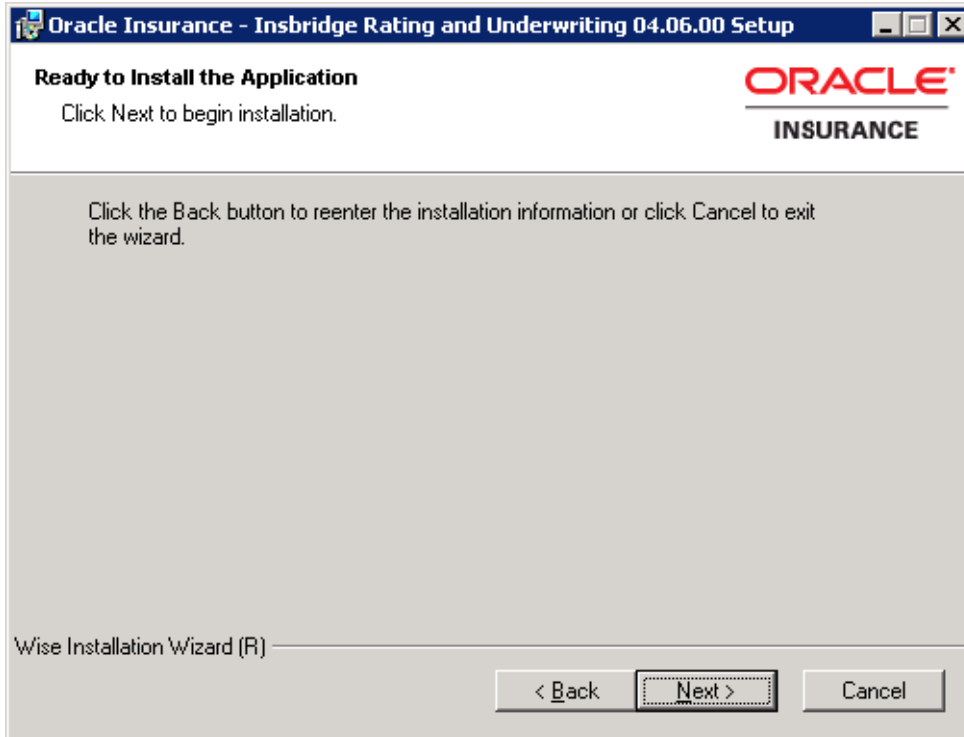 Oracle Insurance - Insbridge Rating and Underwriting 04.06.00 Setup
Ready to Install the Application
Click Next to begin installation.
ORACLE
INSURANCE
Click the Back button to reenter the installation information or click Cancel to exit
the wizard.
Wise Installation Wizard (R)
< Back
Next >
Cancel